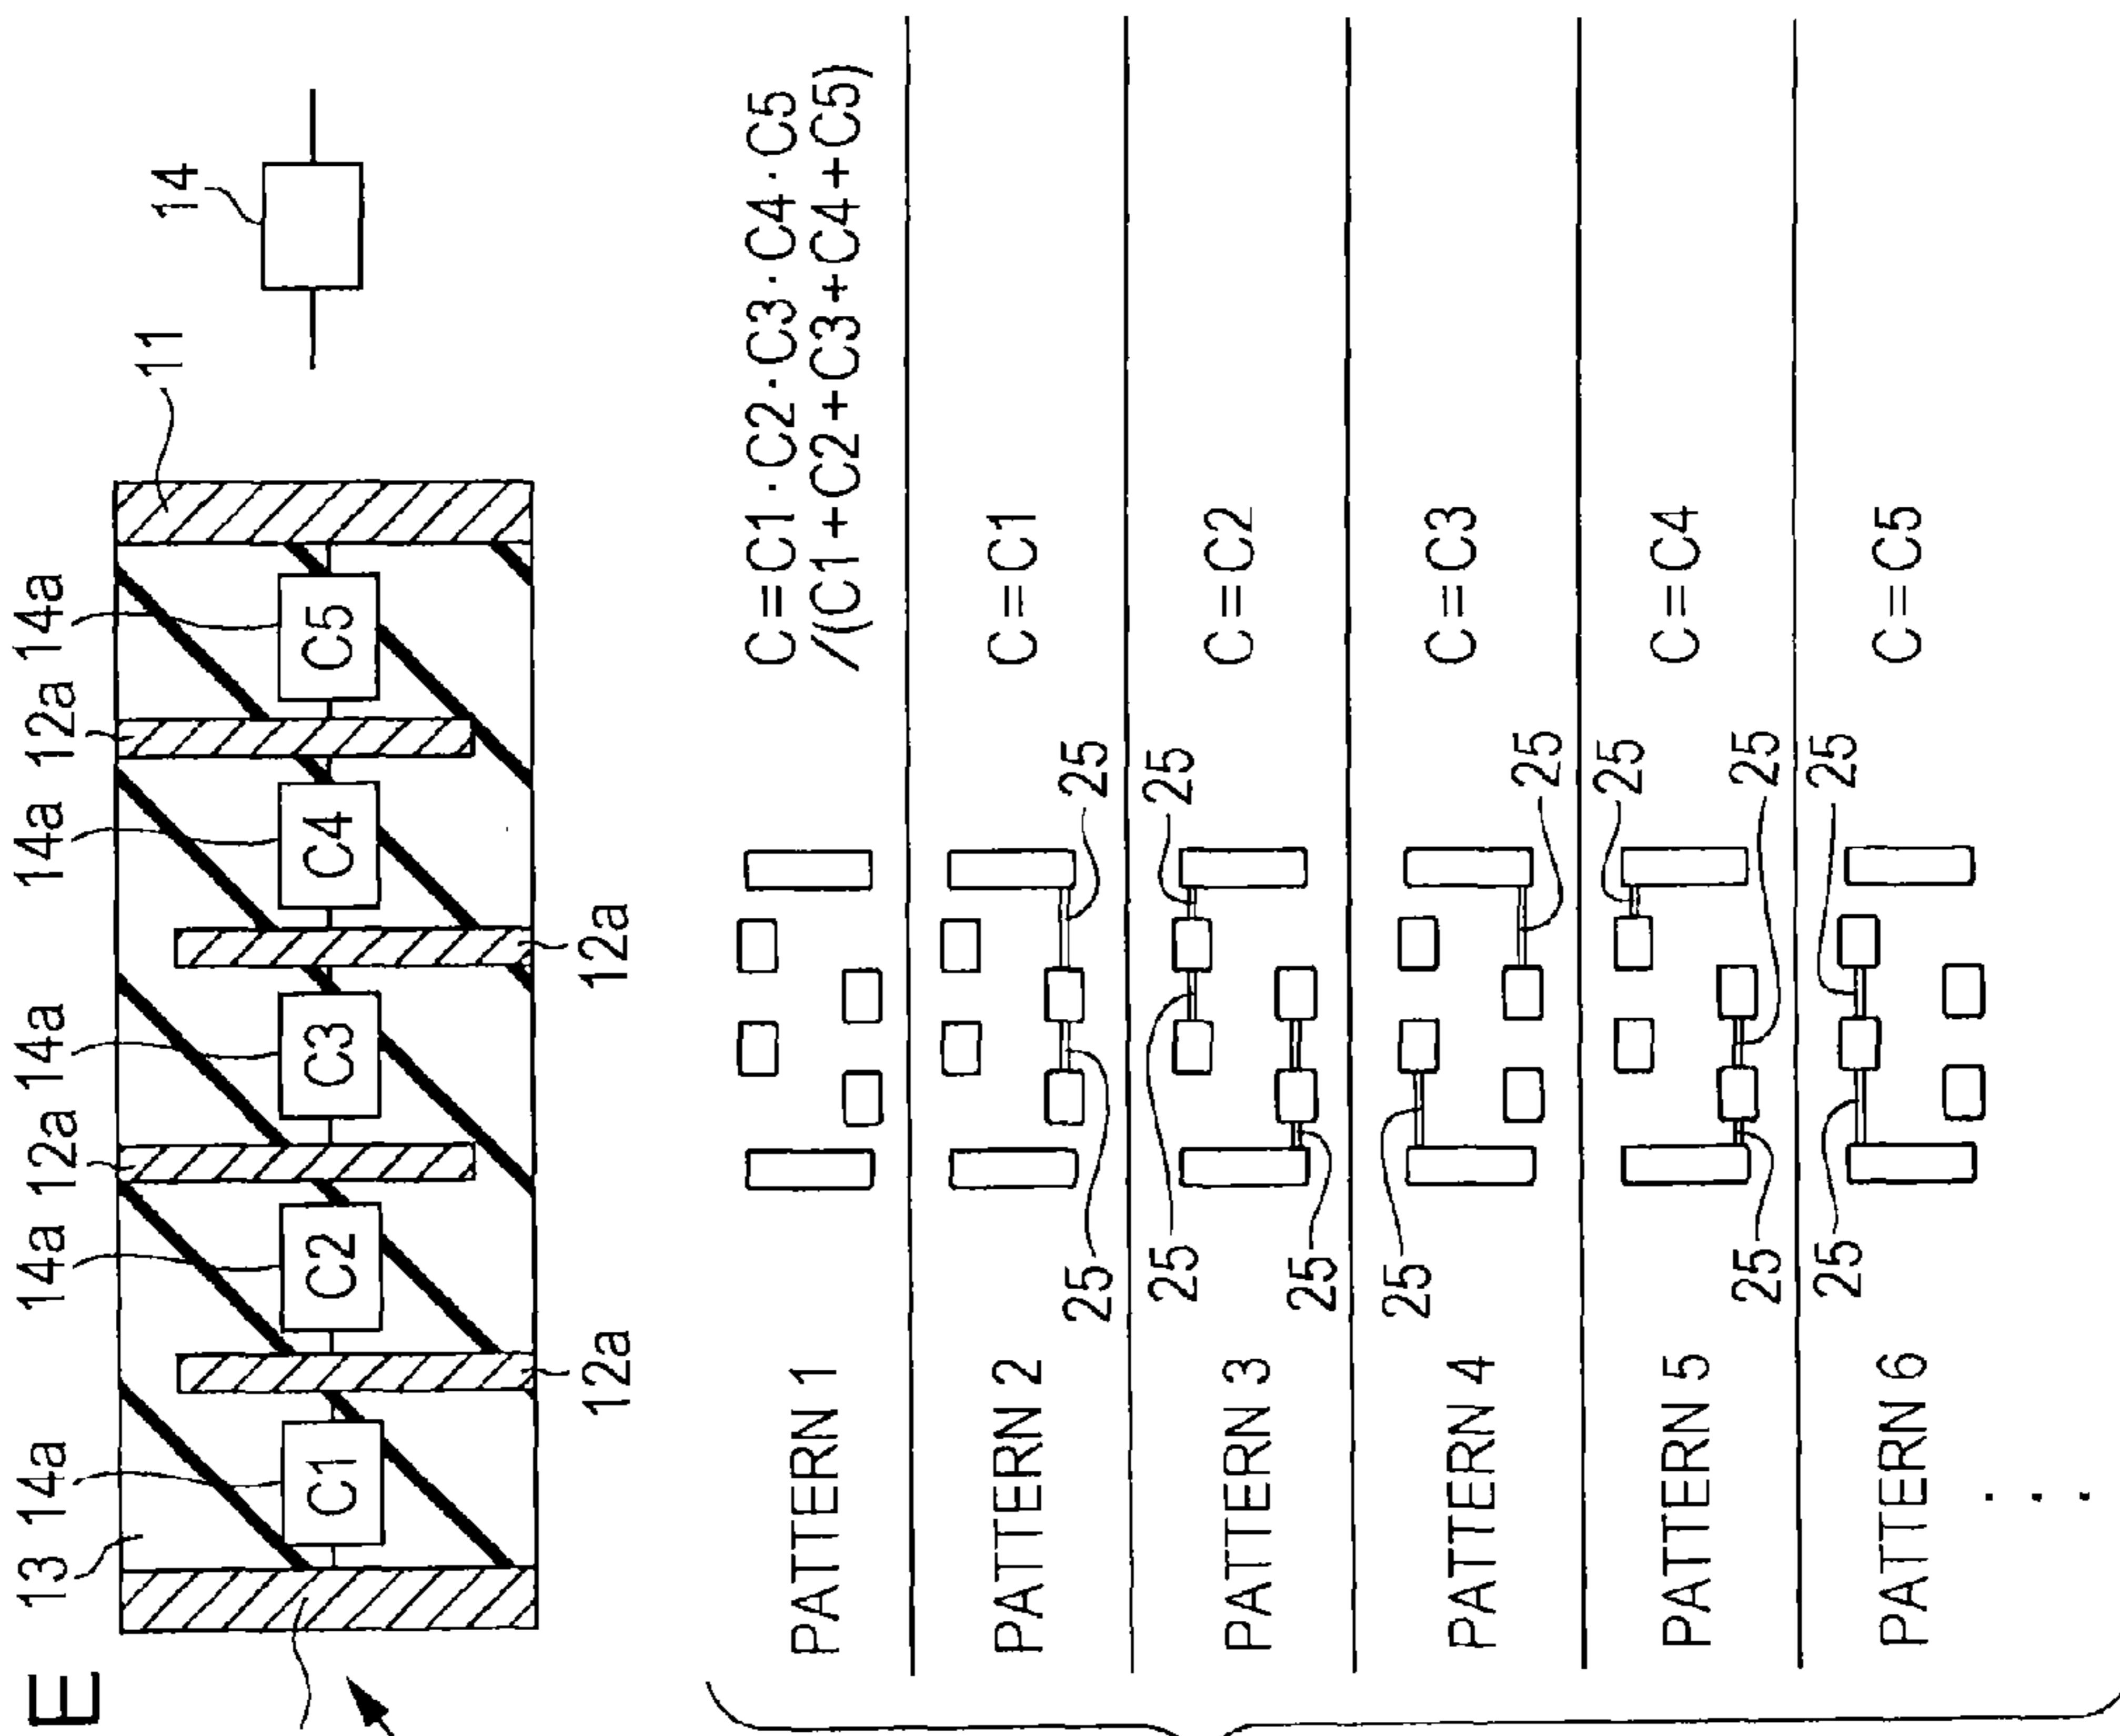 E
13 14a 14a 12a 14a 14a 12a 14a
11
14
C1 C2 C3 C4 C5
12a 12a
PATTERN 1 C=C1·C2·C3·C4·C5
/(C1+C2+C3+C4+C5)
PATTERN 2 25 25 C=C1
PATTERN 3 25 25 25 C=C2
PATTERN 4 25 25 C=C3
PATTERN 5 25 25 25 C=C4
PATTERN 6 25 25 C=C5
. . .